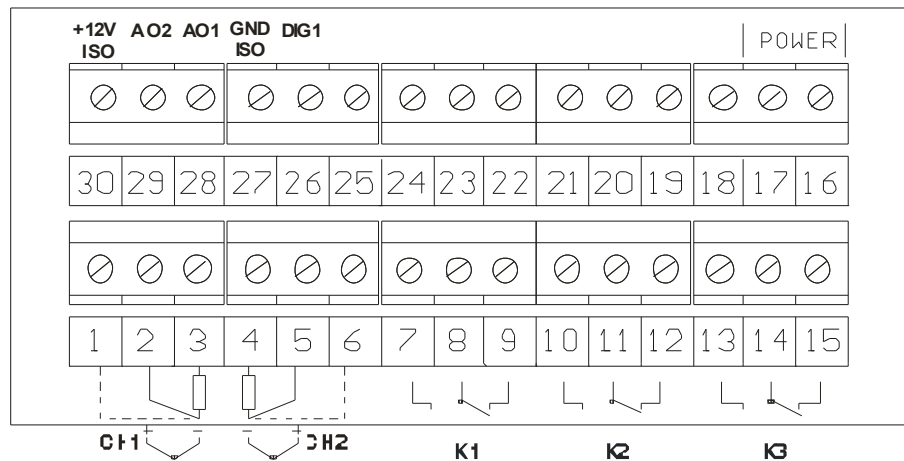 +12V ISO AO2 AO1 GND ISO DIG1 POWER
30 29 28 27 26 25 24 23 22 21 20 19 18 17 16
1 2 3 4 5 6 7 8 9 10 11 12 13 14 15
CH1 CH2 K1 K2 K3